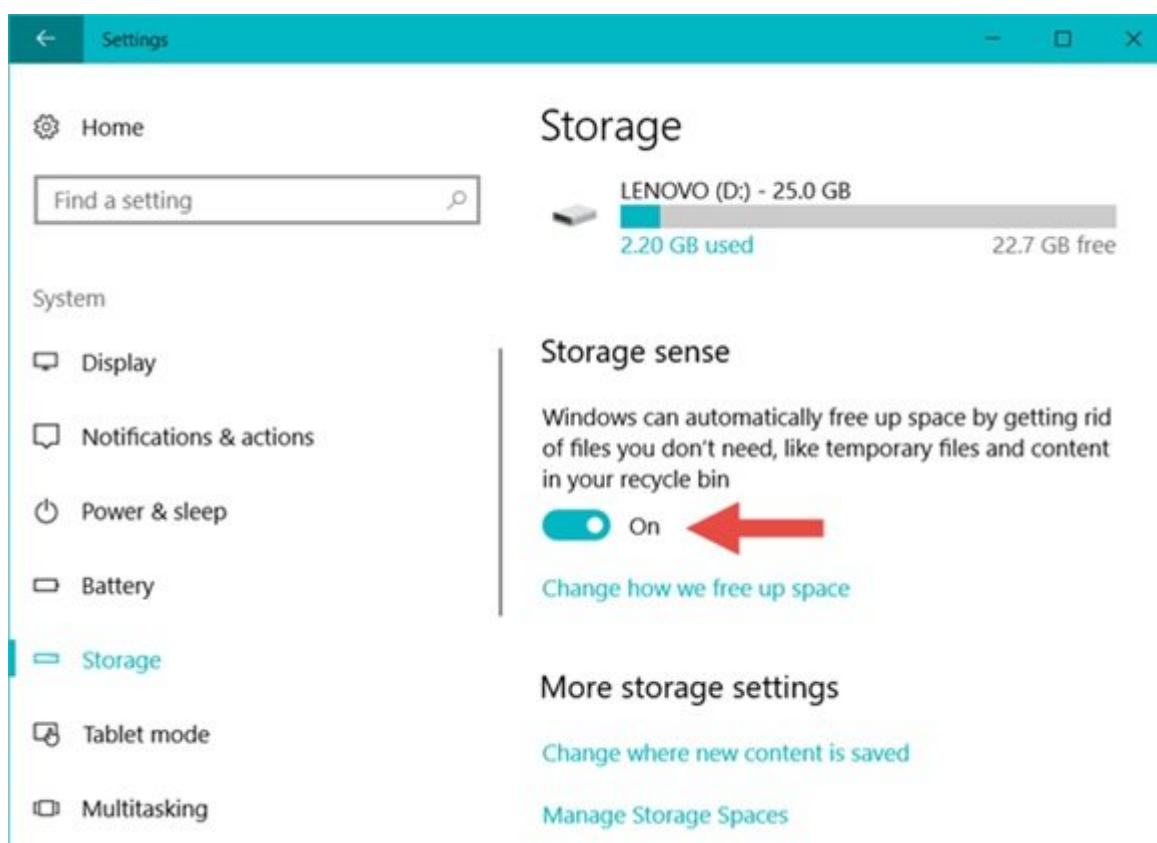 Settings
Home
Find a setting
System
Display
Notifications & actions
Power & sleep
Battery
Storage
Tablet mode
Multitasking
Storage
LENOVO (D:) - 25.0 GB
2.20 GB used 22.7 GB free
Storage sense
Windows can automatically free up space by getting rid
of files you don't need, like temporary files and content
in your recycle bin
On
Change how we free up space
More storage settings
Change where new content is saved
Manage Storage Spaces